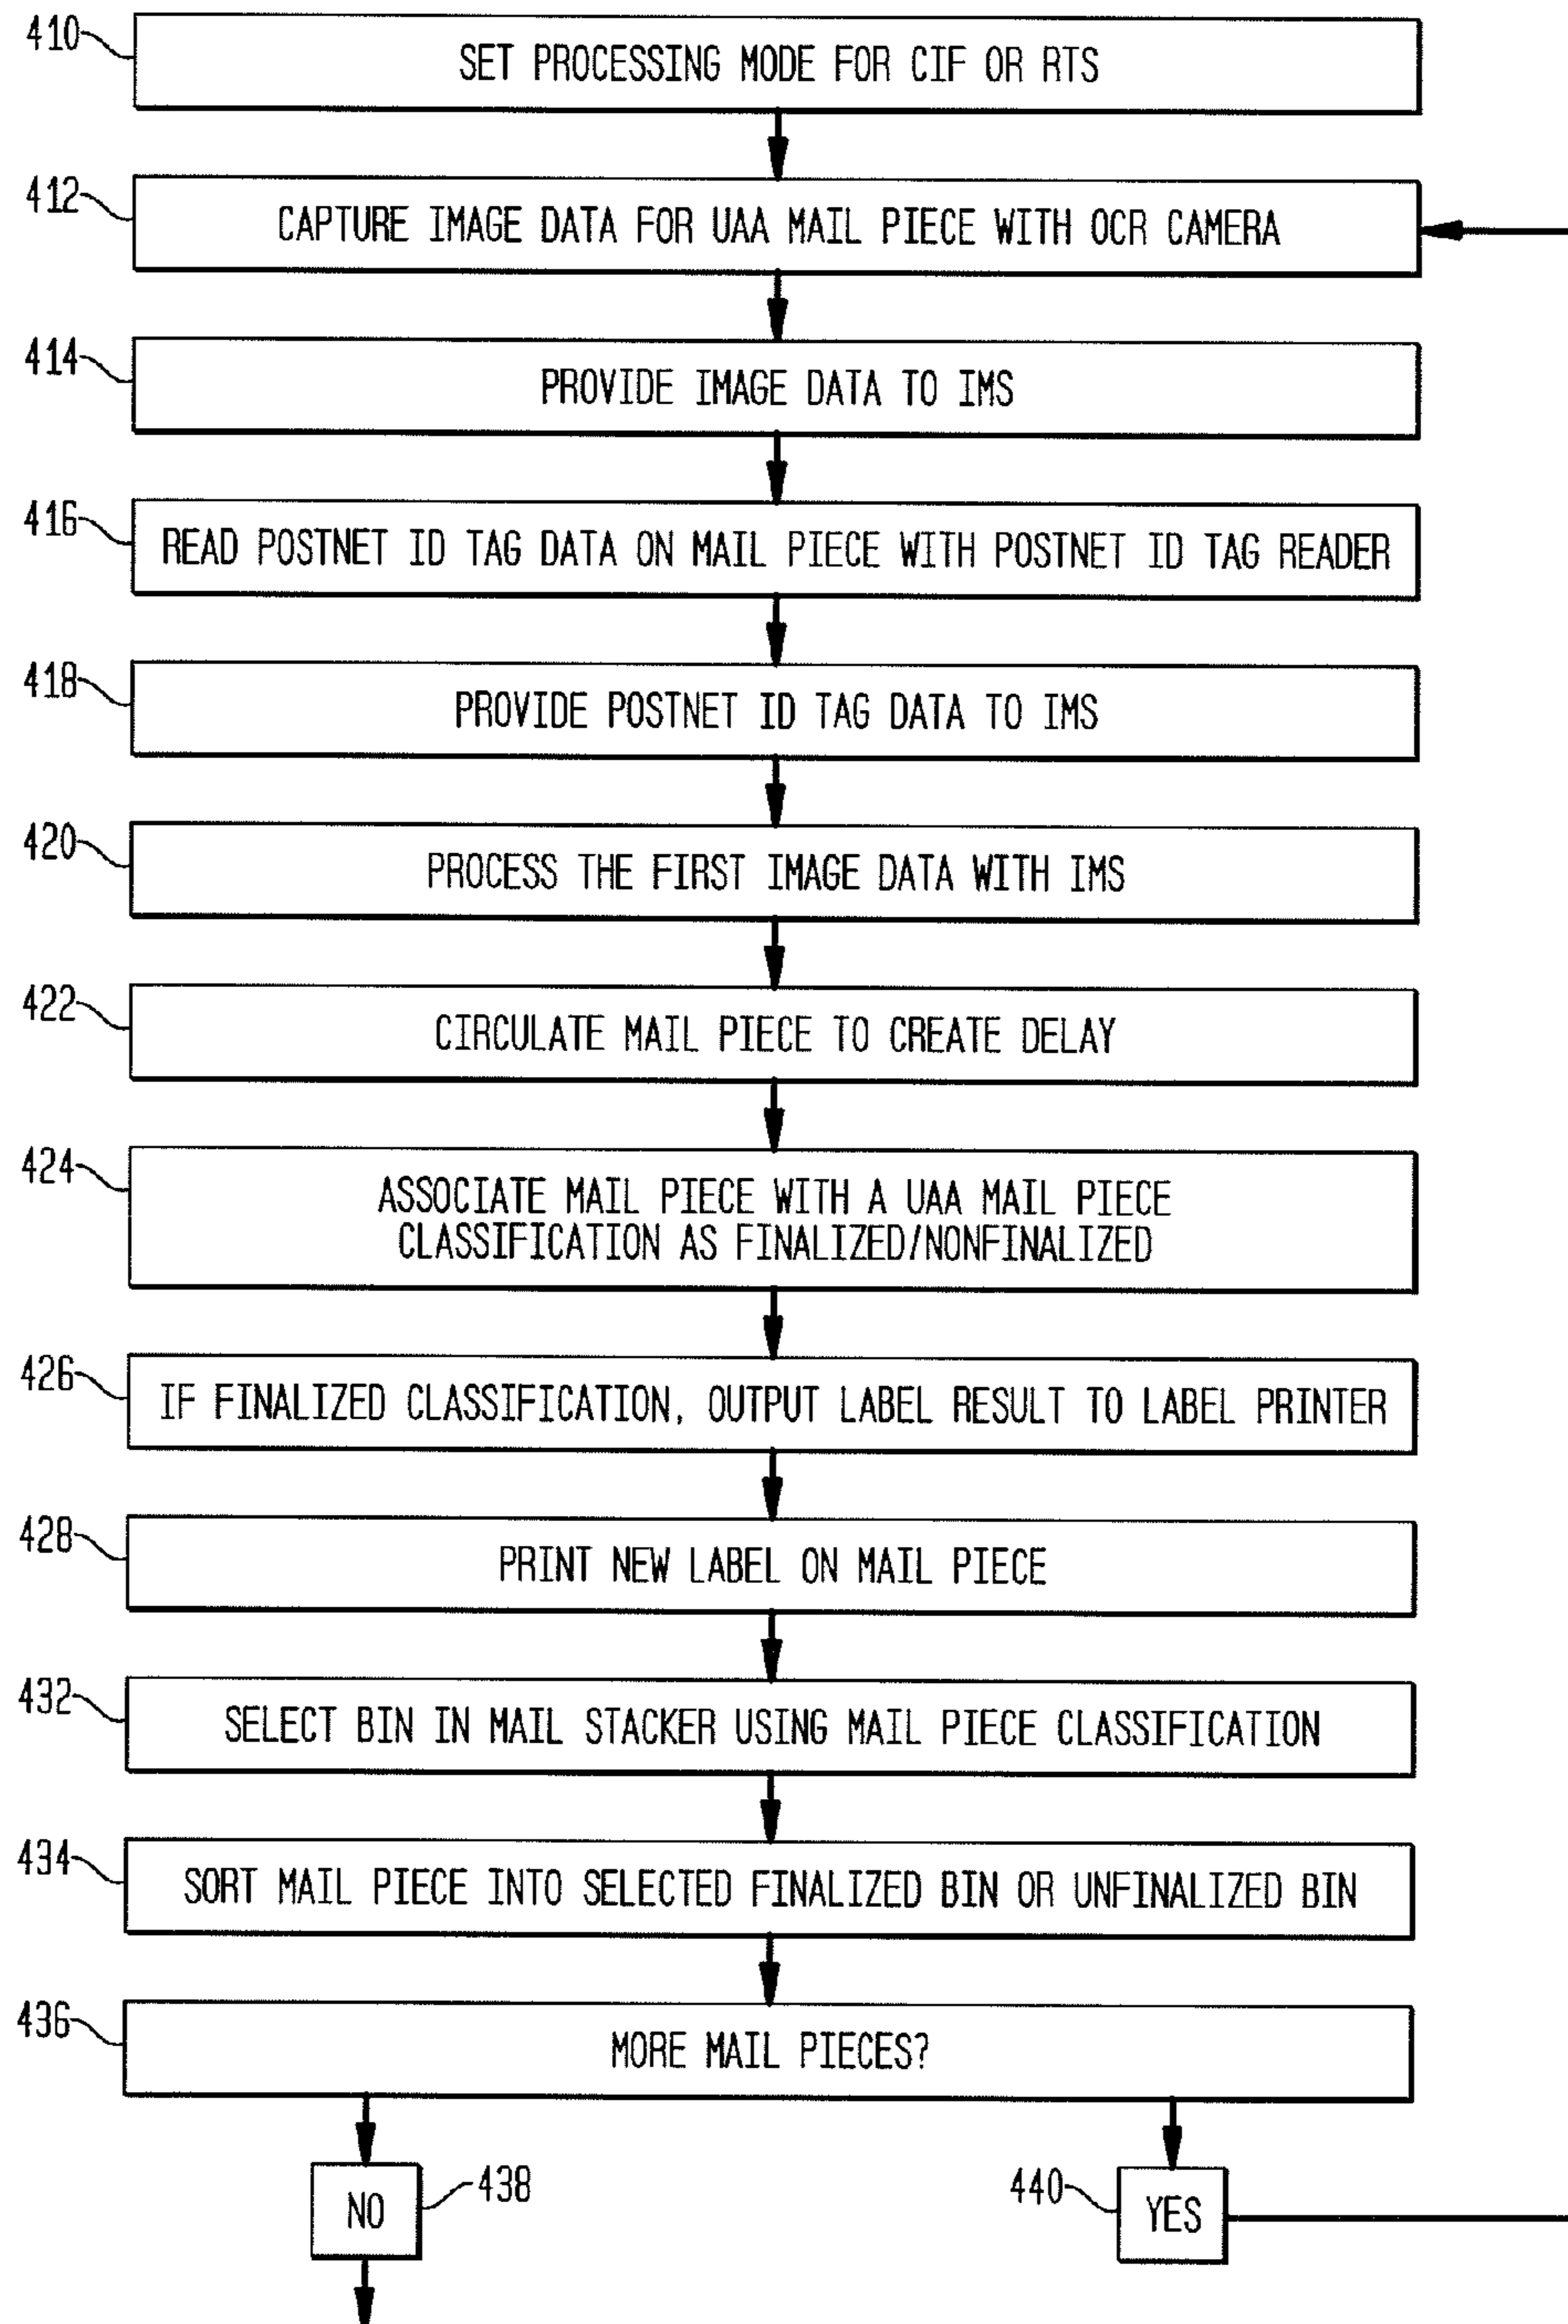 410
SET PROCESSING MODE FOR CIF OR RTS
412
CAPTURE IMAGE DATA FOR UAA MAIL PIECE WITH OCR CAMERA
414
PROVIDE IMAGE DATA TO IMS
416
READ POSTNET ID TAG DATA ON MAIL PIECE WITH POSTNET ID TAG READER
418
PROVIDE POSTNET ID TAG DATA TO IMS
420
PROCESS THE FIRST IMAGE DATA WITH IMS
422
CIRCULATE MAIL PIECE TO CREATE DELAY
424
ASSOCIATE MAIL PIECE WITH A UAA MAIL PIECE
CLASSIFICATION AS FINALIZED/NONFINALIZED
426
IF FINALIZED CLASSIFICATION, OUTPUT LABEL RESULT TO LABEL PRINTER
428
PRINT NEW LABEL ON MAIL PIECE
432
SELECT BIN IN MAIL STACKER USING MAIL PIECE CLASSIFICATION
434
SORT MAIL PIECE INTO SELECTED FINALIZED BIN OR UNFINALIZED BIN
436
MORE MAIL PIECES?
NO
438
440
YES